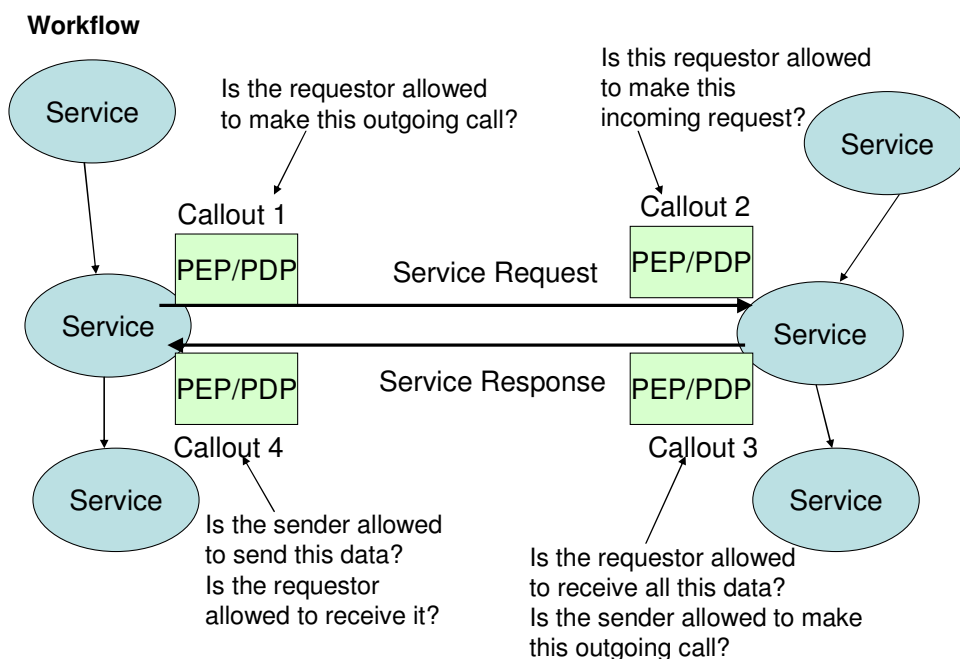 Workflow
Service
Is the requestor allowed
to make this outgoing call?
Is this requestor allowed
to make this
incoming request?
Service
Callout 1
Callout 2
PEP/PDP
PEP/PDP
Service Request
Service
Service
Service Response
PEP/PDP
PEP/PDP
Callout 4
Callout 3
Service
Service
Is the sender allowed
to send this data?
Is the requestor
allowed to receive it?
Is the requestor allowed
to receive all this data?
Is the sender allowed to make
this outgoing call?